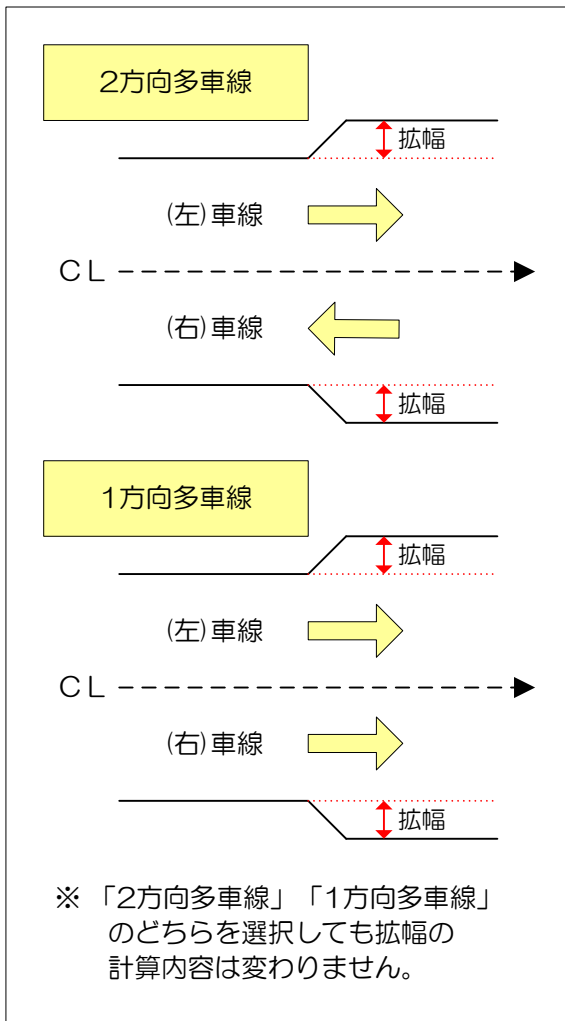 2方向多車線
拡幅
(左)車線
CL
(右)車線
拡幅
1方向多車線
拡幅
(左)車線
CL
(右)車線
拡幅
※ 「2方向多車線」「1方向多車線」
のどちらを選択しても拡幅の
計算内容は変わりません。